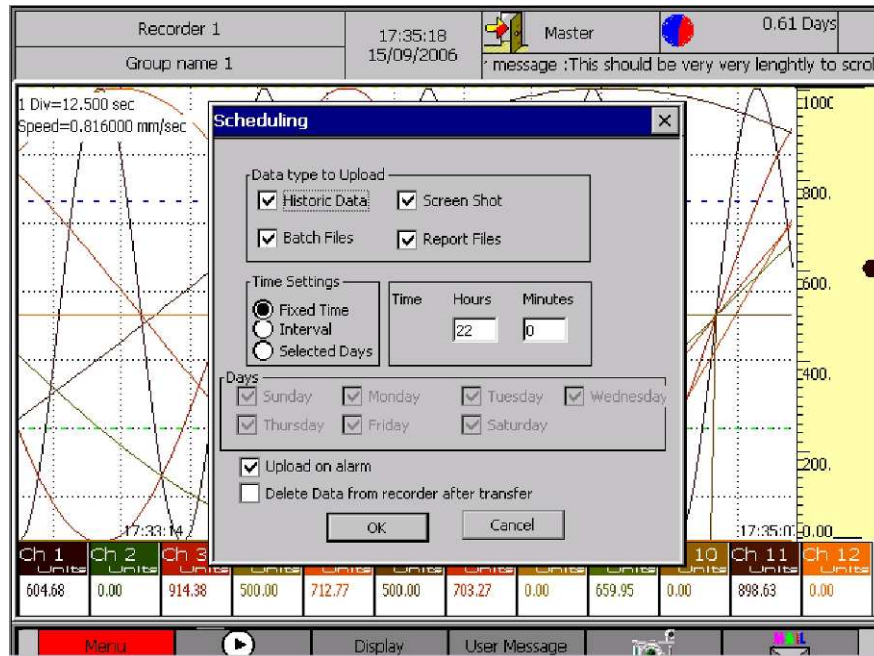 Recorder 1
17:35:18
Master
0.61 Days
Group name 1
15/09/2006
r message :This should be very very lenghtly to scrol
1 Div=12.500 sec
Speed=0.816000 mm/sec
Scheduling
Data type to Upload
Historic Data
Screen Shot
Batch Files
Report Files
Time Settings
Fixed Time
Interval
Selected Days
Time
Hours
Minutes
22
0
Days
Sunday
Monday
Tuesday
Wednesday
Thursday
Friday
Saturday
Upload on alarm
Delete Data from recorder after transfer
OK
Cancel
800.
600.
400.
200.
0.00
17:33:14
Ch 1
Ch 2
Ch 3
10
Ch 11
Ch 12
Units
Units
Units
Units
Units
604.68
0.00
914.38
500.00
712.77
500.00
703.27
0.00
659.95
0.00
898.63
0.00
Menu
Display
User Message
MAIL